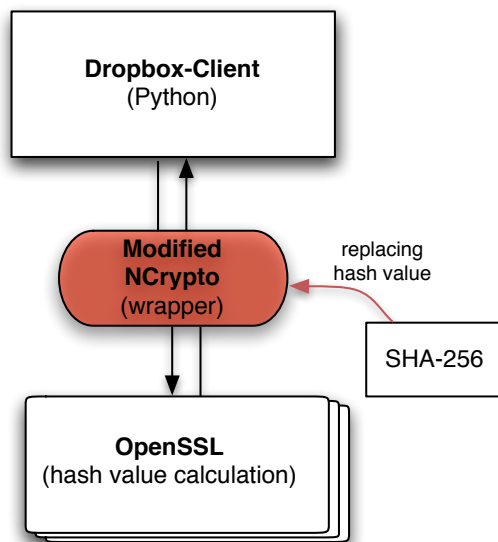 Dropbox-Client
(Python)
Modified
NCrypto
(wrapper)
replacing
hash value
SHA-256
OpenSSL
(hash value calculation)